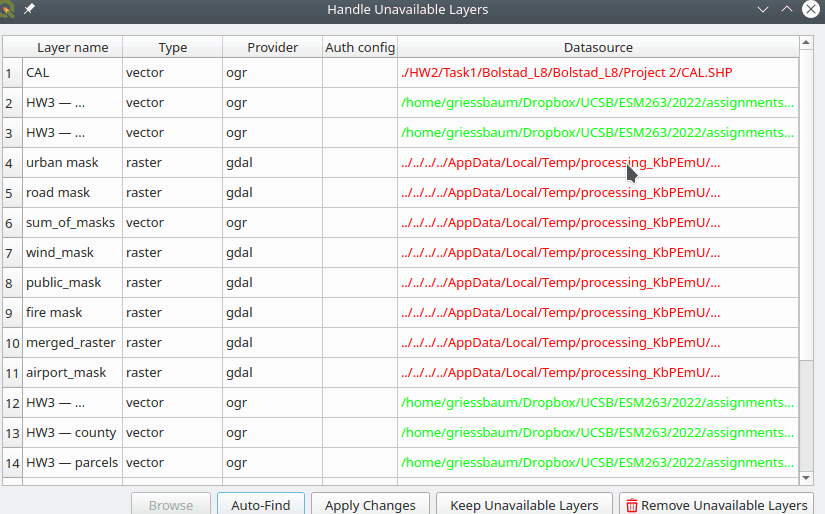 Handle Unavailable Layers
Layer name Type Provider Auth config Datasource
1 CAL vector ogr ./HW2/Task1/Bolstad_L8/Bolstad_L8/Project 2/CAL.SHP
2 HW3 — ... vector ogr /home/griessbaum/Dropbox/UCSB/ESM263/2022/assignments...
3 HW3 — ... vector ogr /home/griessbaum/Dropbox/UCSB/ESM263/2022/assignments...
4 urban mask raster gdal ../../../../AppData/Local/Temp/processing_KbPEmU/...
5 road mask raster gdal ../../../../AppData/Local/Temp/processing_KbPEmU/...
6 sum_of_masks vector ogr ../../../../AppData/Local/Temp/processing_KbPEmU/...
7 wind_mask raster gdal ../../../../AppData/Local/Temp/processing_KbPEmU/...
8 public_mask raster gdal ../../../../AppData/Local/Temp/processing_KbPEmU/...
9 fire mask raster gdal ../../../../AppData/Local/Temp/processing_KbPEmU/...
10 merged_raster raster gdal ../../../../AppData/Local/Temp/processing_KbPEmU/...
11 airport_mask raster gdal ../../../../AppData/Local/Temp/processing_KbPEmU/...
12 HW3 — ... vector ogr /home/griessbaum/Dropbox/UCSB/ESM263/2022/assignments...
13 HW3 — county vector ogr /home/griessbaum/Dropbox/UCSB/ESM263/2022/assignments...
14 HW3 — parcels vector ogr /home/griessbaum/Dropbox/UCSB/ESM263/2022/assignments...
Browse Auto-Find Apply Changes Keep Unavailable Layers Remove Unavailable Layers